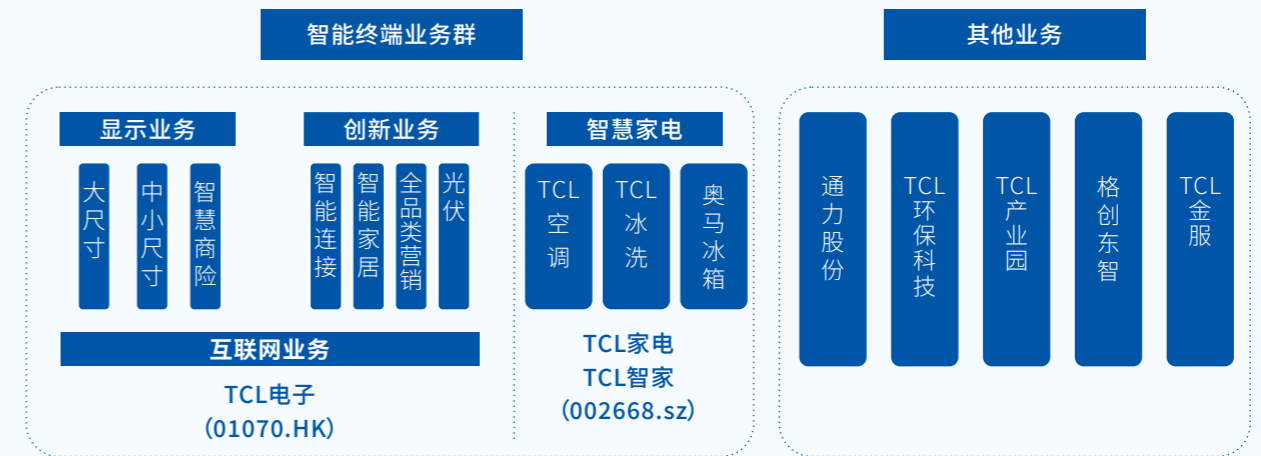 智能终端业务群
其他业务
显示业务
创新业务
智慧家电
大尺寸
中小尺寸
智慧商险
智能连接
智能家居
全品类营销
光伏
TCL空调
TCL冰洗
奥马冰箱
通力股份
TCL环保科技
TCL产业园
格创东智
TCL金服
互联网业务
TCL电子
（01070.HK）
TCL家电
TCL智家
（002668.sz）